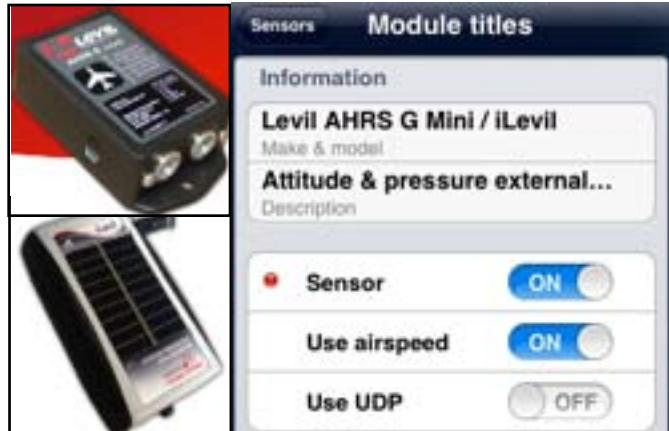 LEVIL
Sensors
Module titles
Information
Levil AHRS G Mini / iLevil
Make & model
Attitude & pressure external...
Description
Sensor
ON
Use airspeed
ON
Use UDP
OFF